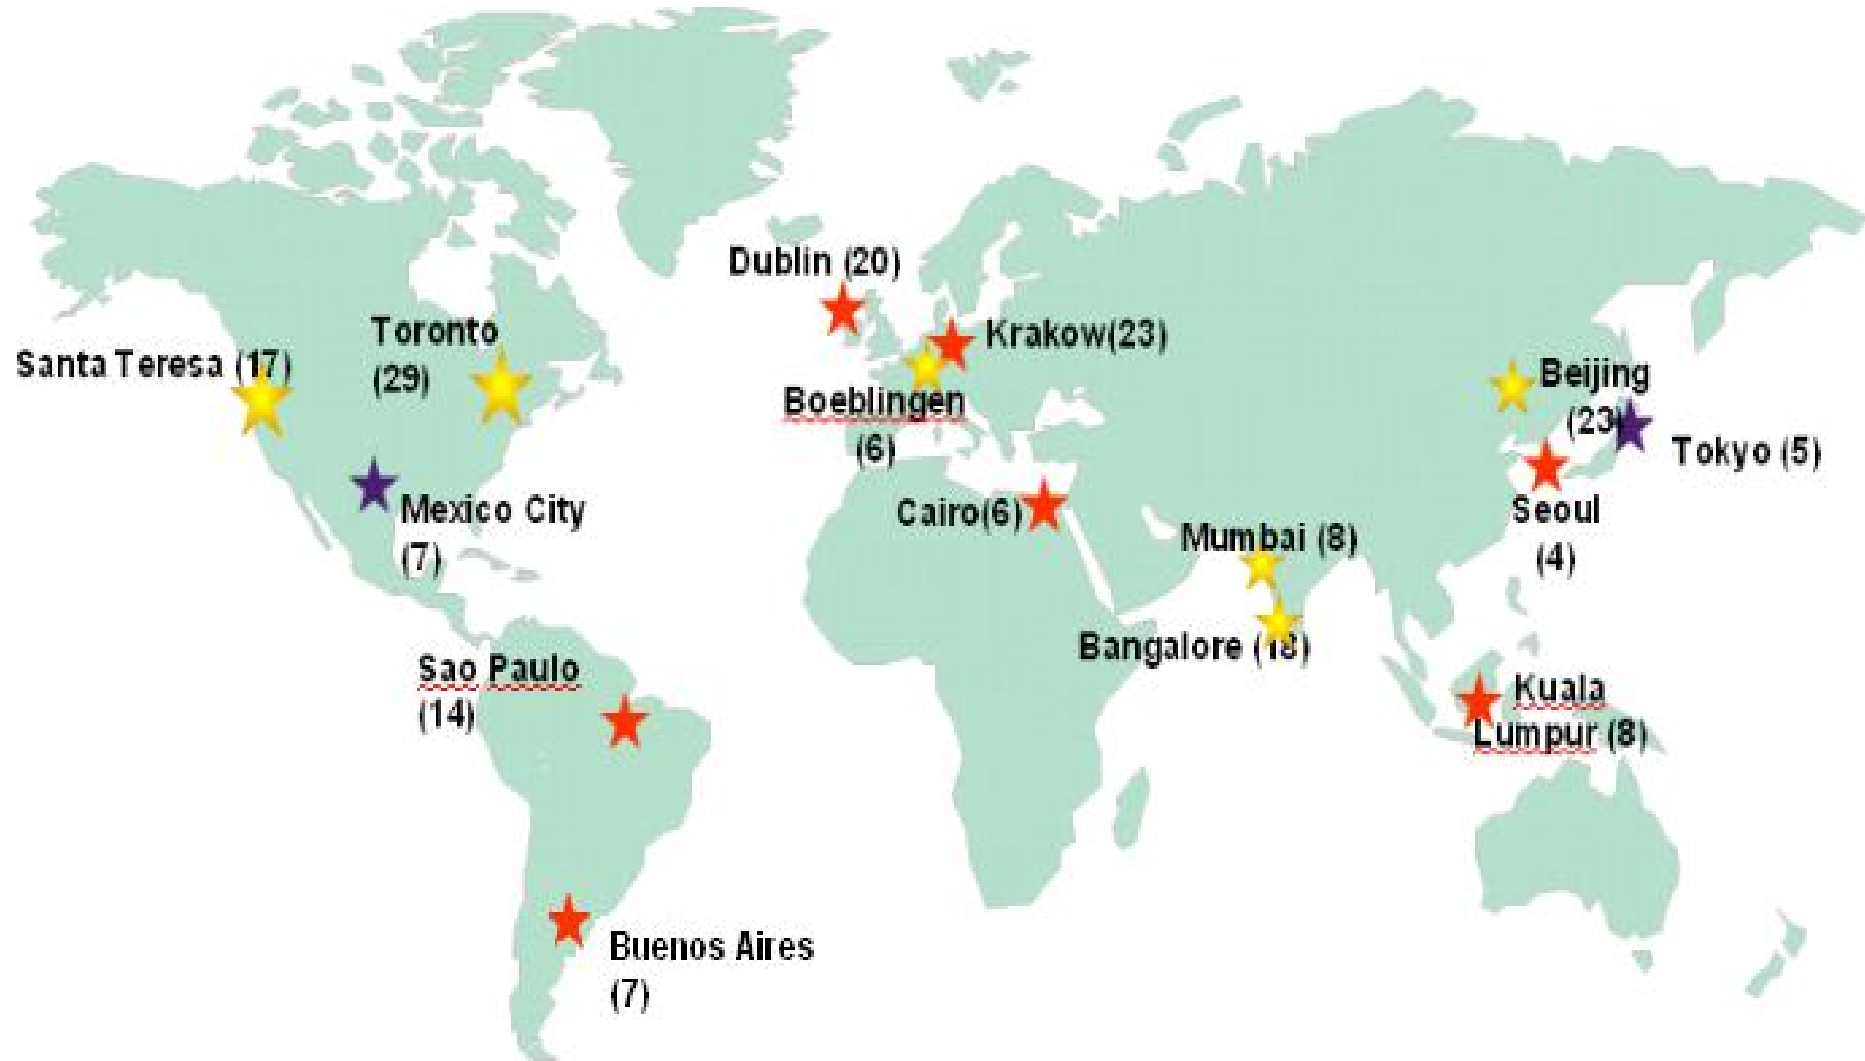 Dublin (20)
Toronto
(29)
Santa Teresa (17)
Krakow(23)
Boeblingen
(6)
Beijing
(23)
Tokyo (5)
Mexico City
(7)
Cairo(6)
Seoul
(4)
Mumbai (8)
Bangalore (18)
Sao Paulo
(14)
Kuala
Lumpur (8)
Buenos Aires
(7)